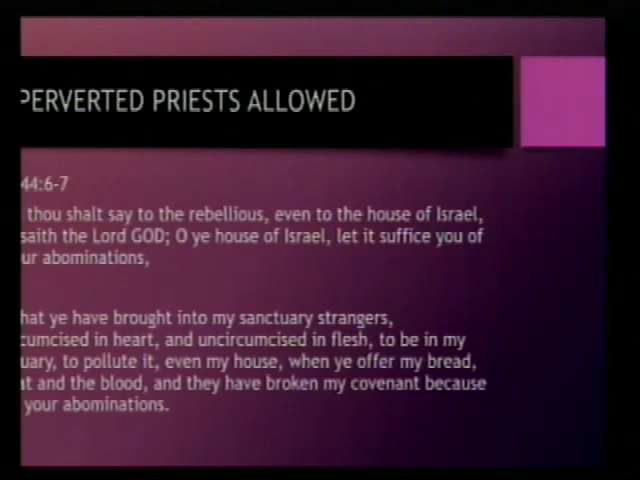 PERVERTED PRIESTS ALLOWED
44:6-7
thou shalt say to the rebellious, even to the house of Israel,
saith the Lord GOD; O ye house of Israel, let it suffice you of
ur abominations,
hat ye have brought into my sanctuary strangers,
cumcised in heart, and uncircumcised in flesh, to be in my
uary, to pollute it, even my house, when ye offer my bread,
at and the blood, and they have broken my covenant because
your abominations.